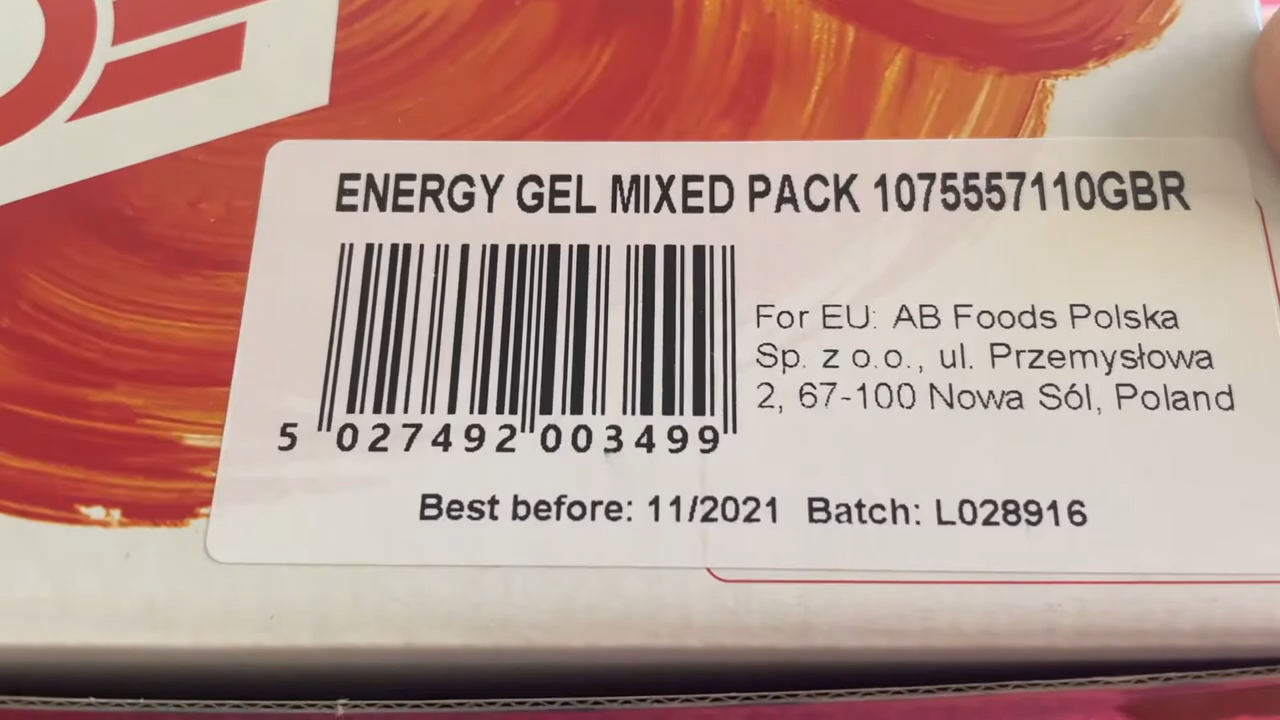 ENERGY GEL MIXED PACK 1075557110GBR
For EU: AB Foods Polska
Sp. z o.o., ul. Przemysłowa
2, 67-100 Nowa Sól, Poland
5 027492 003499
Best before: 11/2021 Batch: L028916